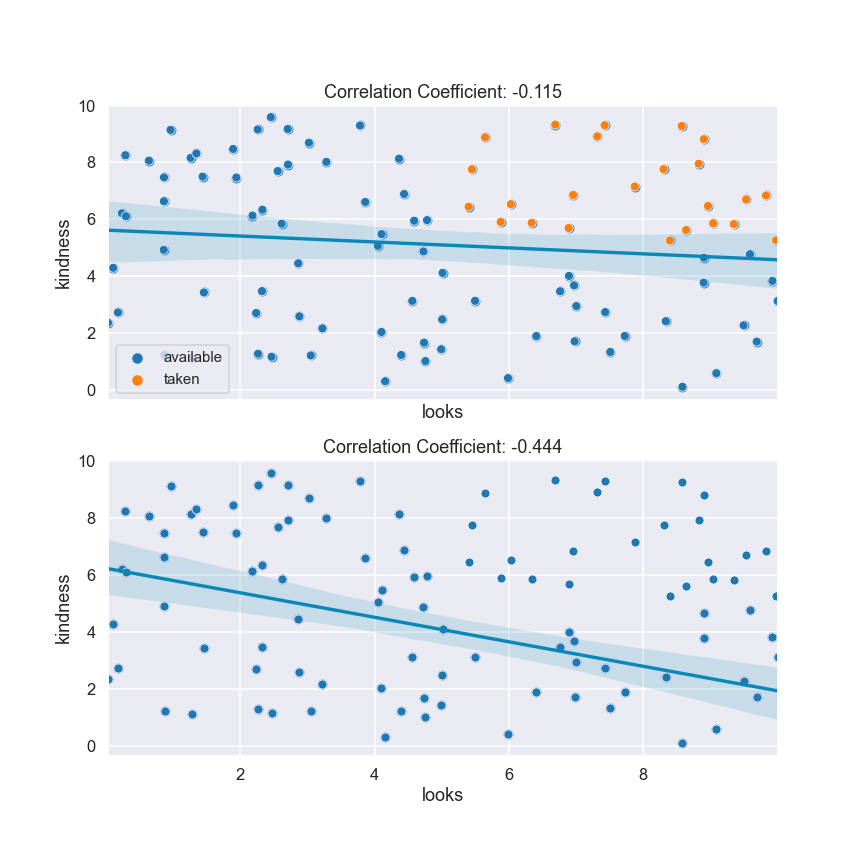 Correlation Coefficient: -0.115
10
8
6
4
2
0
kindness
available
taken
looks
Correlation Coefficient: -0.444
10
8
6
4
2
0
kindness
2 4 6 8
looks